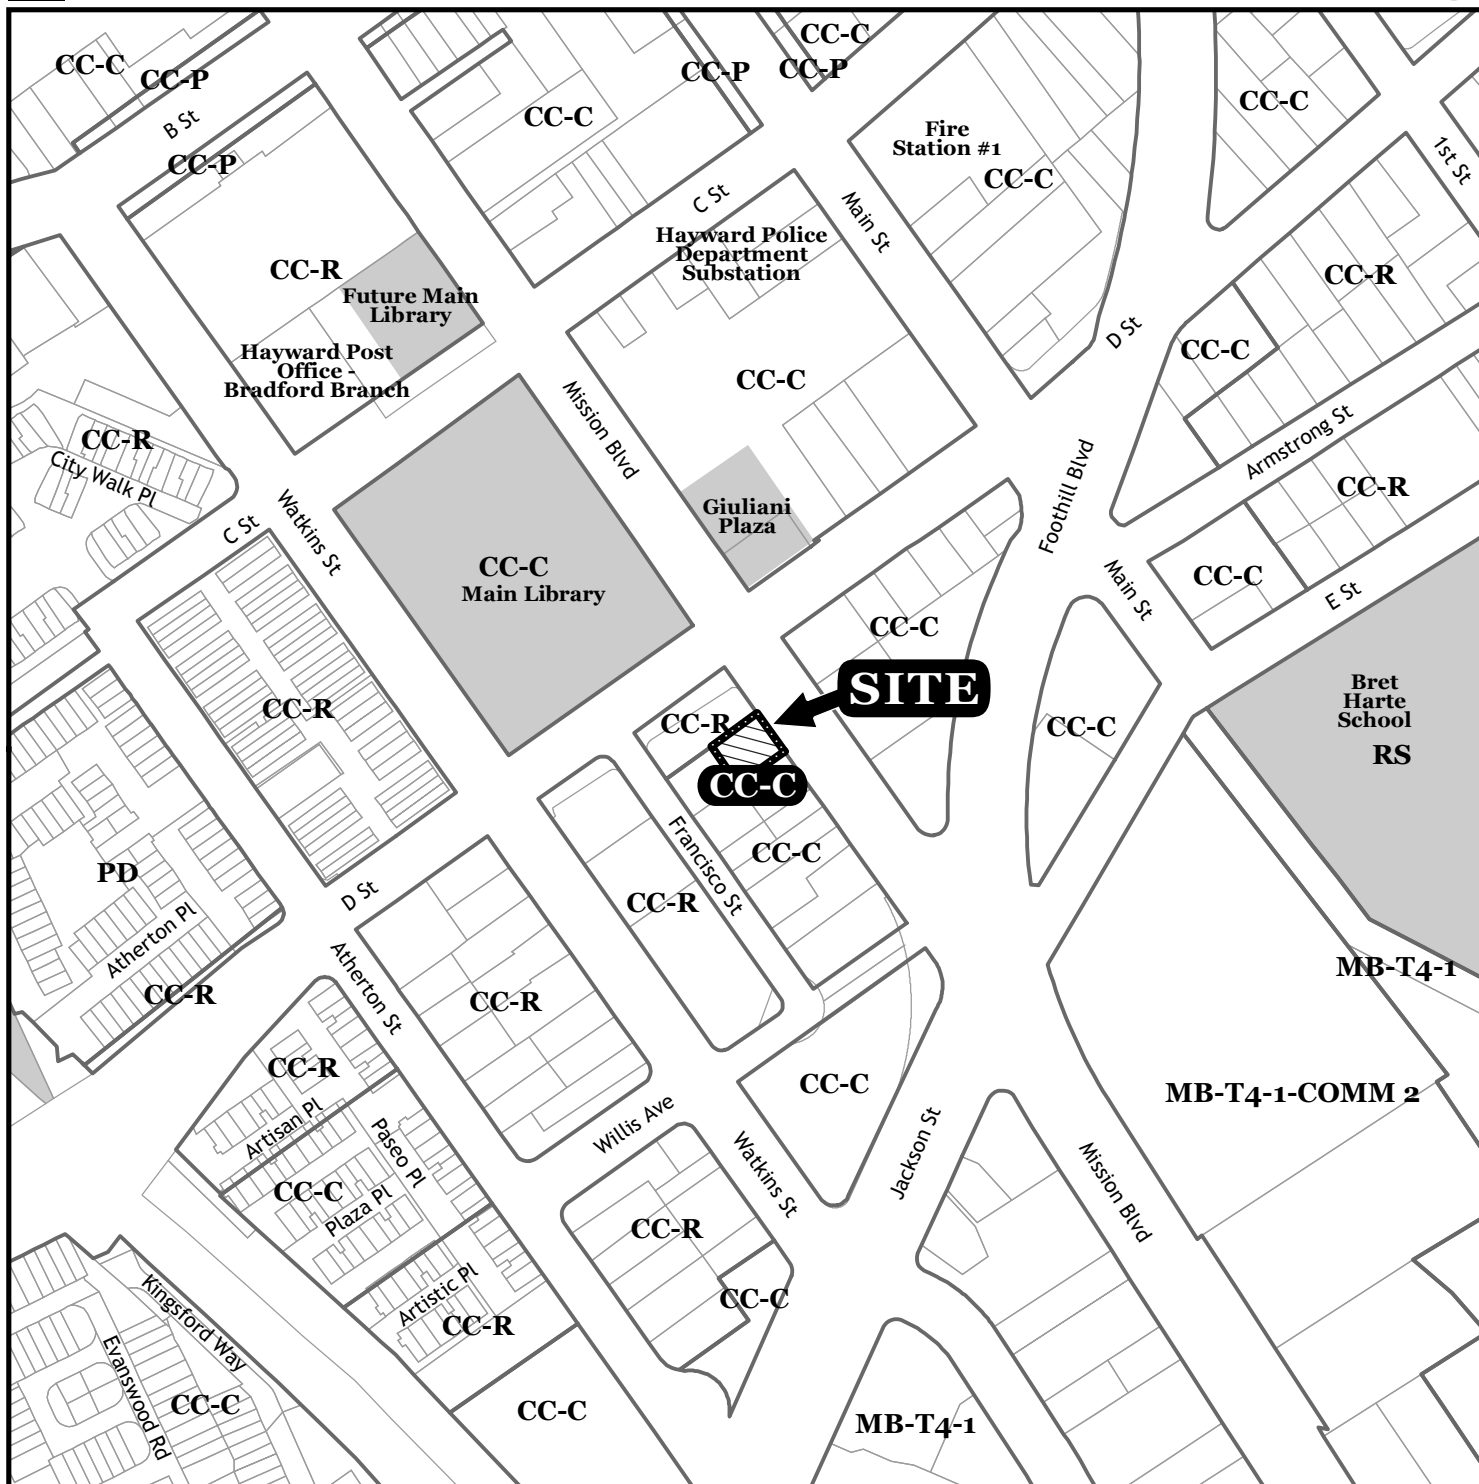 CC-C
CC-P
B St
CC-P
CC-C
CC-P
CC-C
CC-P
Fire
Station #1
CC-C
CC-C
1st St
CC-R
Future Main
Library
Hayward Post
Office -
Bradford Branch
C St
Hayward Police
Department
Substation
Main St
CC-C
D St
CC-R
CC-C
Armstrong St
CC-R
CC-R
City Walk Pl
C St
Watkins St
Mission Blvd
Giuliani
Plaza
Foothill Blvd
CC-C
Main Library
CC-C
Main St
CC-C
E St
CC-R
CC-R
SITE
CC-C
CC-C
Bret
Harte
School
RS
CC-C
Francisco St
CC-R
PD
Atherton Pl
CC-R
D St
Atherton St
CC-R
MB-T4-1
CC-R
Artisan Pl
Paseo Pl
CC-C
Plaza Pl
Willis Ave
Watkins St
CC-C
Jackson St
Mission Blvd
MB-T4-1-COMM 2
CC-R
CC-C
Artistic Pl
CC-R
Kingsford Way
Evanswood Rd
CC-C
CC-C
MB-T4-1